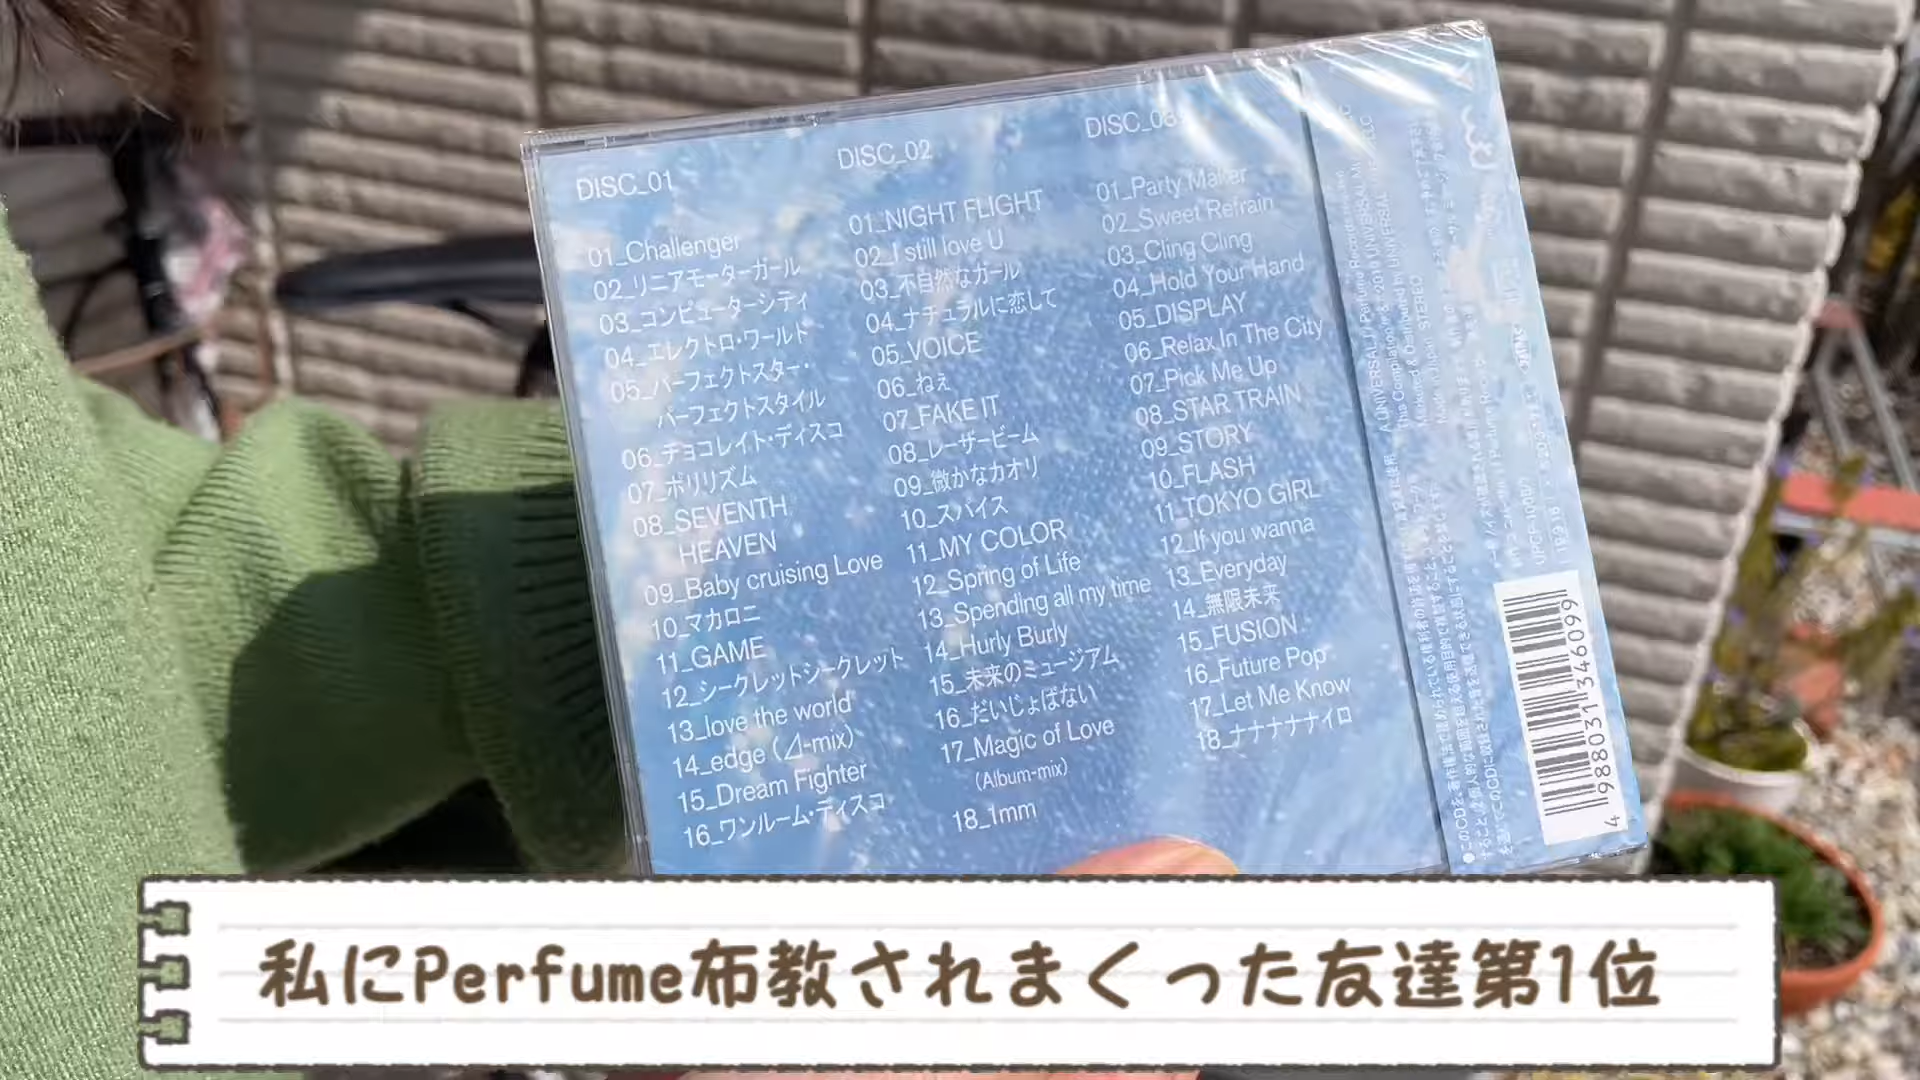 DISC_01
01_Challenger
02_リニアモーターガール
03_コンピューターシティ
04_エレクトロ・ワールド
05_パーフェクトスター・
パーフェクトスタイル
06_チョコレイト・ディスコ
07_ポリリズム
08_SEVENTH
HEAVEN
09_Baby cruising Love
10_マカロニ
11_GAME
12_シークレットシークレット
13_love the world
14_edge (⊿-mix)
15_Dream Fighter
16_ワンルーム・ディスコ
DISC_02
01_NIGHT FLIGHT
02_I still love U
03_不自然なガール
04_ナチュラルに恋して
05_VOICE
06_ねぇ
07_FAKE IT
08_レーザービーム
09_微かなカオリ
10_スパイス
11_MY COLOR
12_Spring of Life
13_Spending all my time
14_Hurly Burly
15_未来のミュージアム
16_だいじょばない
17_Magic of Love
(Album-mix)
18_1mm
DISC_03
01_Party Maker
02_Sweet Refrain
03_Cling Cling
04_Hold Your Hand
05_DISPLAY
06_Relax In The City
07_Pick Me Up
08_STAR TRAIN
09_STORY
10_FLASH
11_TOKYO GIRL
12_If you wanna
13_Everyday
14_無限未来
15_FUSION
16_Future Pop
17_Let Me Know
18_ナナナナナイロ
4 988031 346099
私にPerfume布教されまくった友達第1位